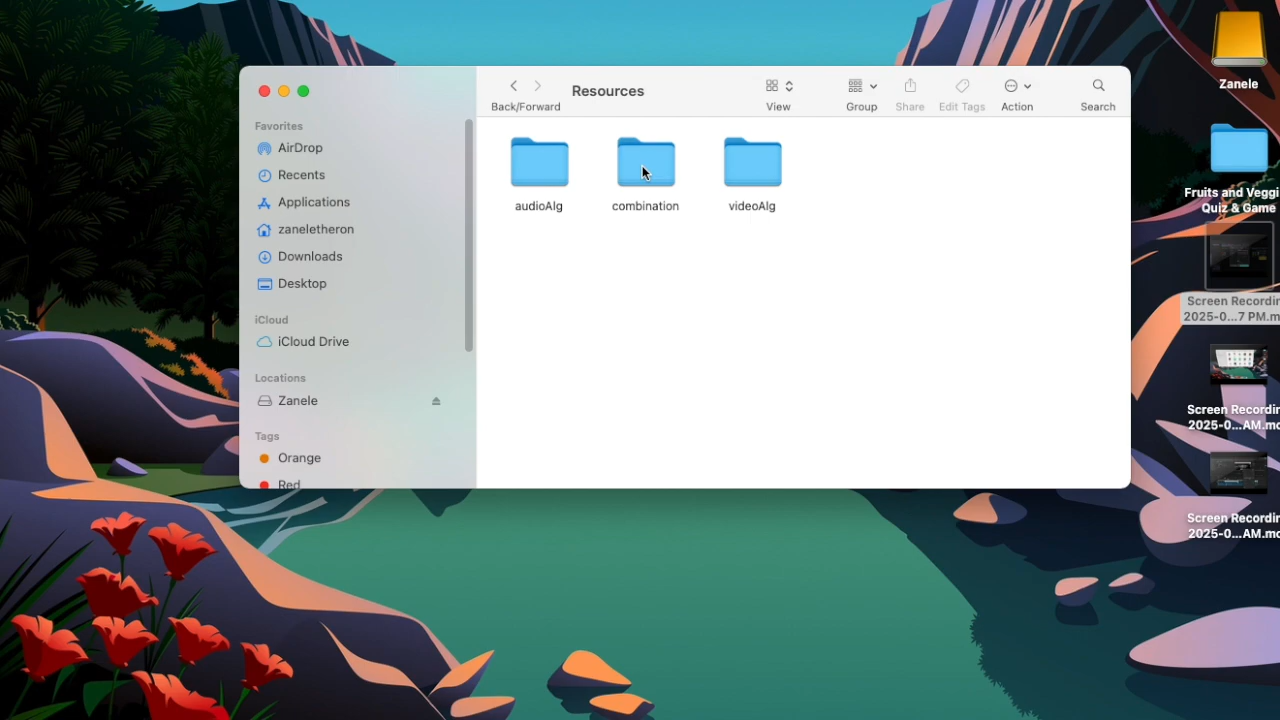 Resources
Back/Forward
View
Group
Share
Edit Tags
Action
Search
Favorites
AirDrop
Recents
Applications
zaneletheron
Downloads
Desktop
iCloud
iCloud Drive
Locations
Zanele
Tags
Orange
Red
audioAlg
combination
videoAlg
Zanele
Fruits and Veggi
Quiz & Game
Screen Recordin
2025-0...7 PM.m
Screen Recordin
2025-0...AM.mo
Screen Recordin
2025-0...AM.mo